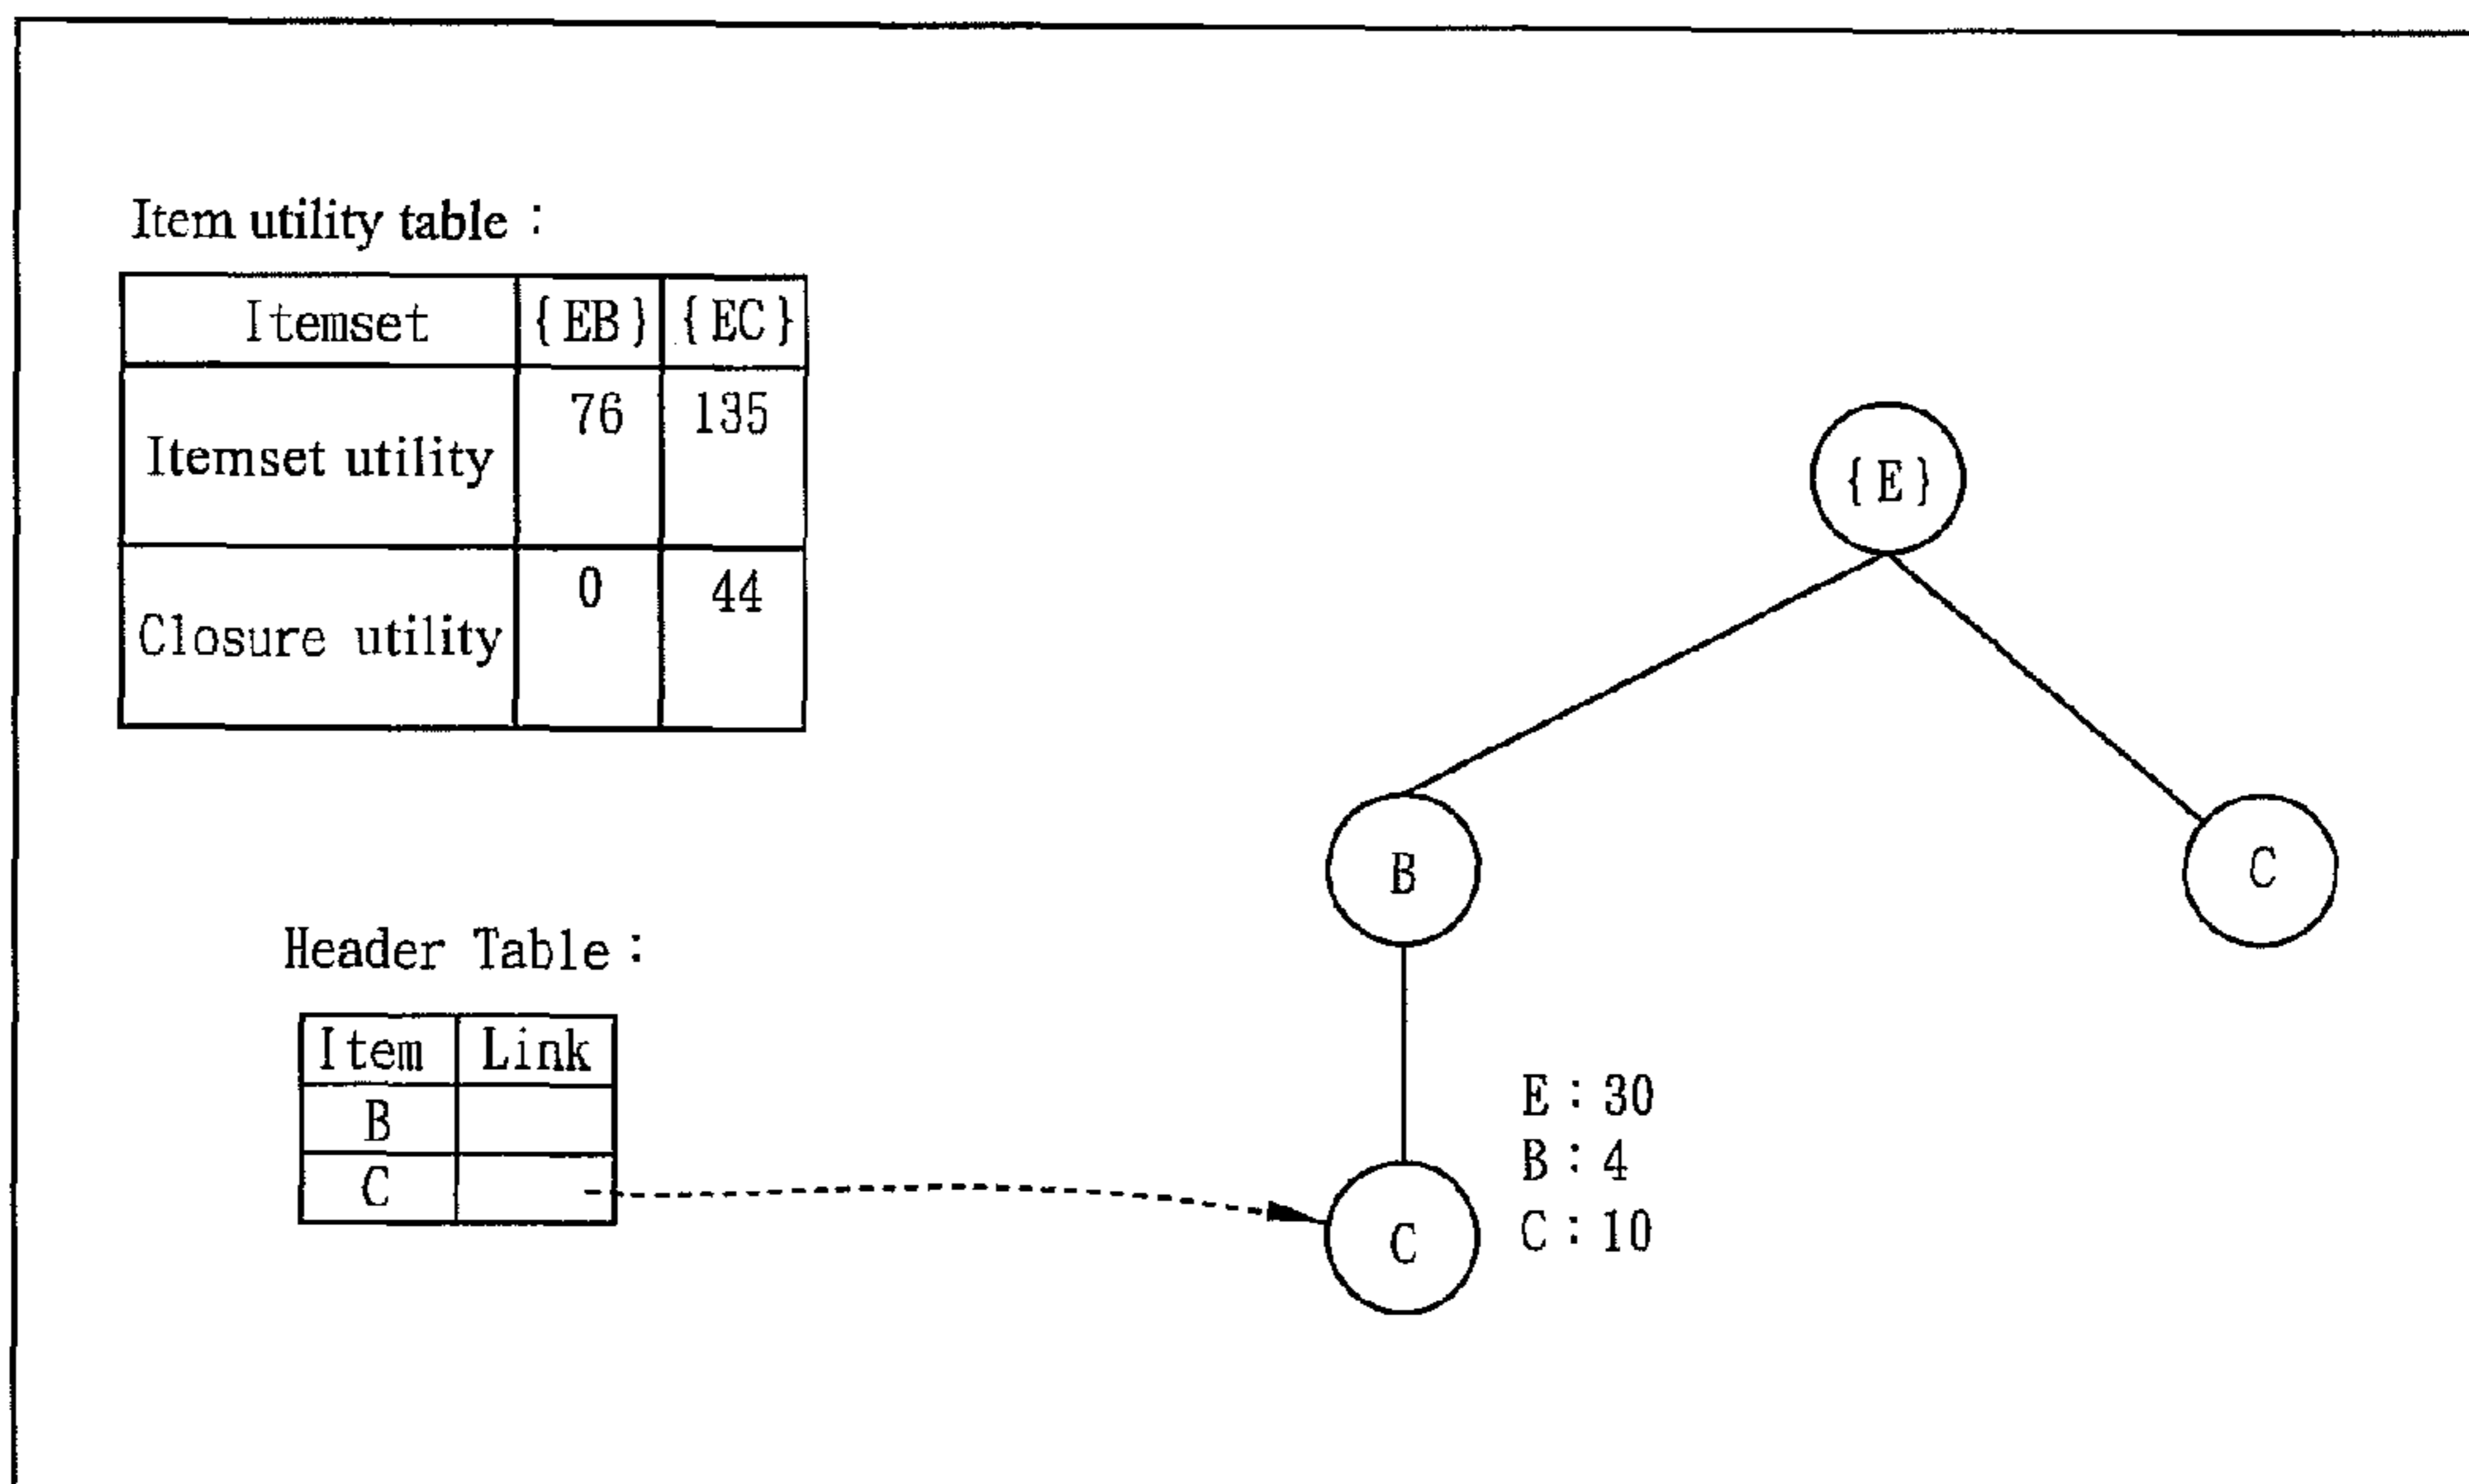 Item utility table :
Itemset {EB} {EC}
Itemset utility 76 135
Closure utility 0 44
Header Table :
Item Link
B
C
{E}
B
C
C
E : 30
B : 4
C : 10